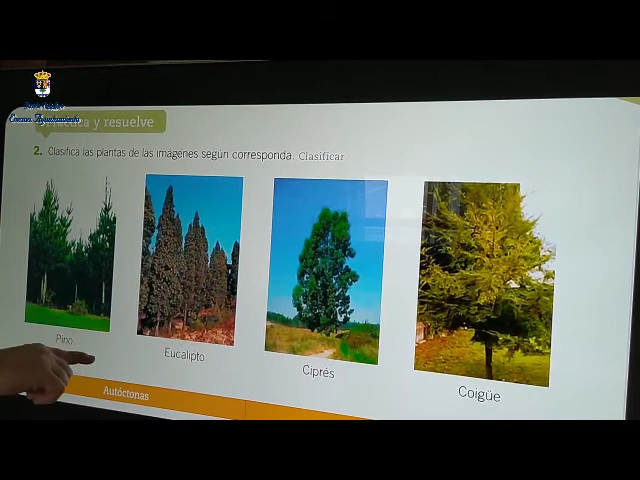 y resuelve
2. Clasifica las plantas de las imágenes según corresponda. Clasificar
Pino
Eucalipto
Ciprés
Coigüe
Autóctonas